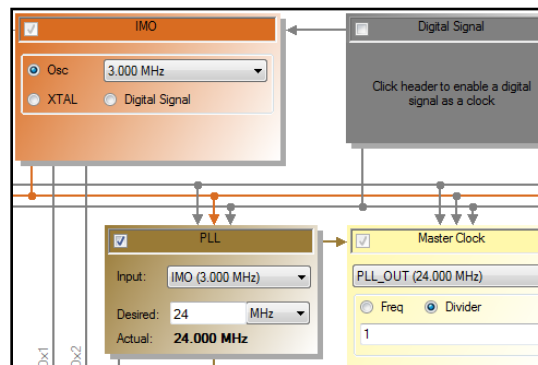 IMO
Osc
3.000 MHz
XTAL
Digital Signal
Digital Signal
Click header to enable a digital
signal as a clock
PLL
Input:
IMO (3.000 MHz)
Desired:
24
MHz
Actual:
24.000 MHz
Master Clock
PLL_OUT (24.000 MHz)
Freq
Divider
1
0x1
0x2